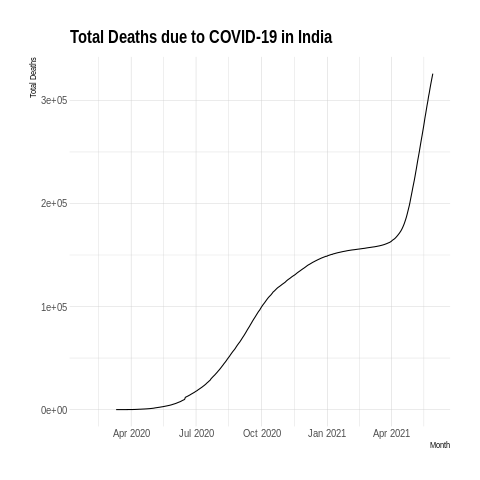 Total Deaths due to COVID-19 in India
Total Deaths
3e+05
2e+05
1e+05
0e+00
Apr 2020 Jul 2020 Oct 2020 Jan 2021 Apr 2021
Month